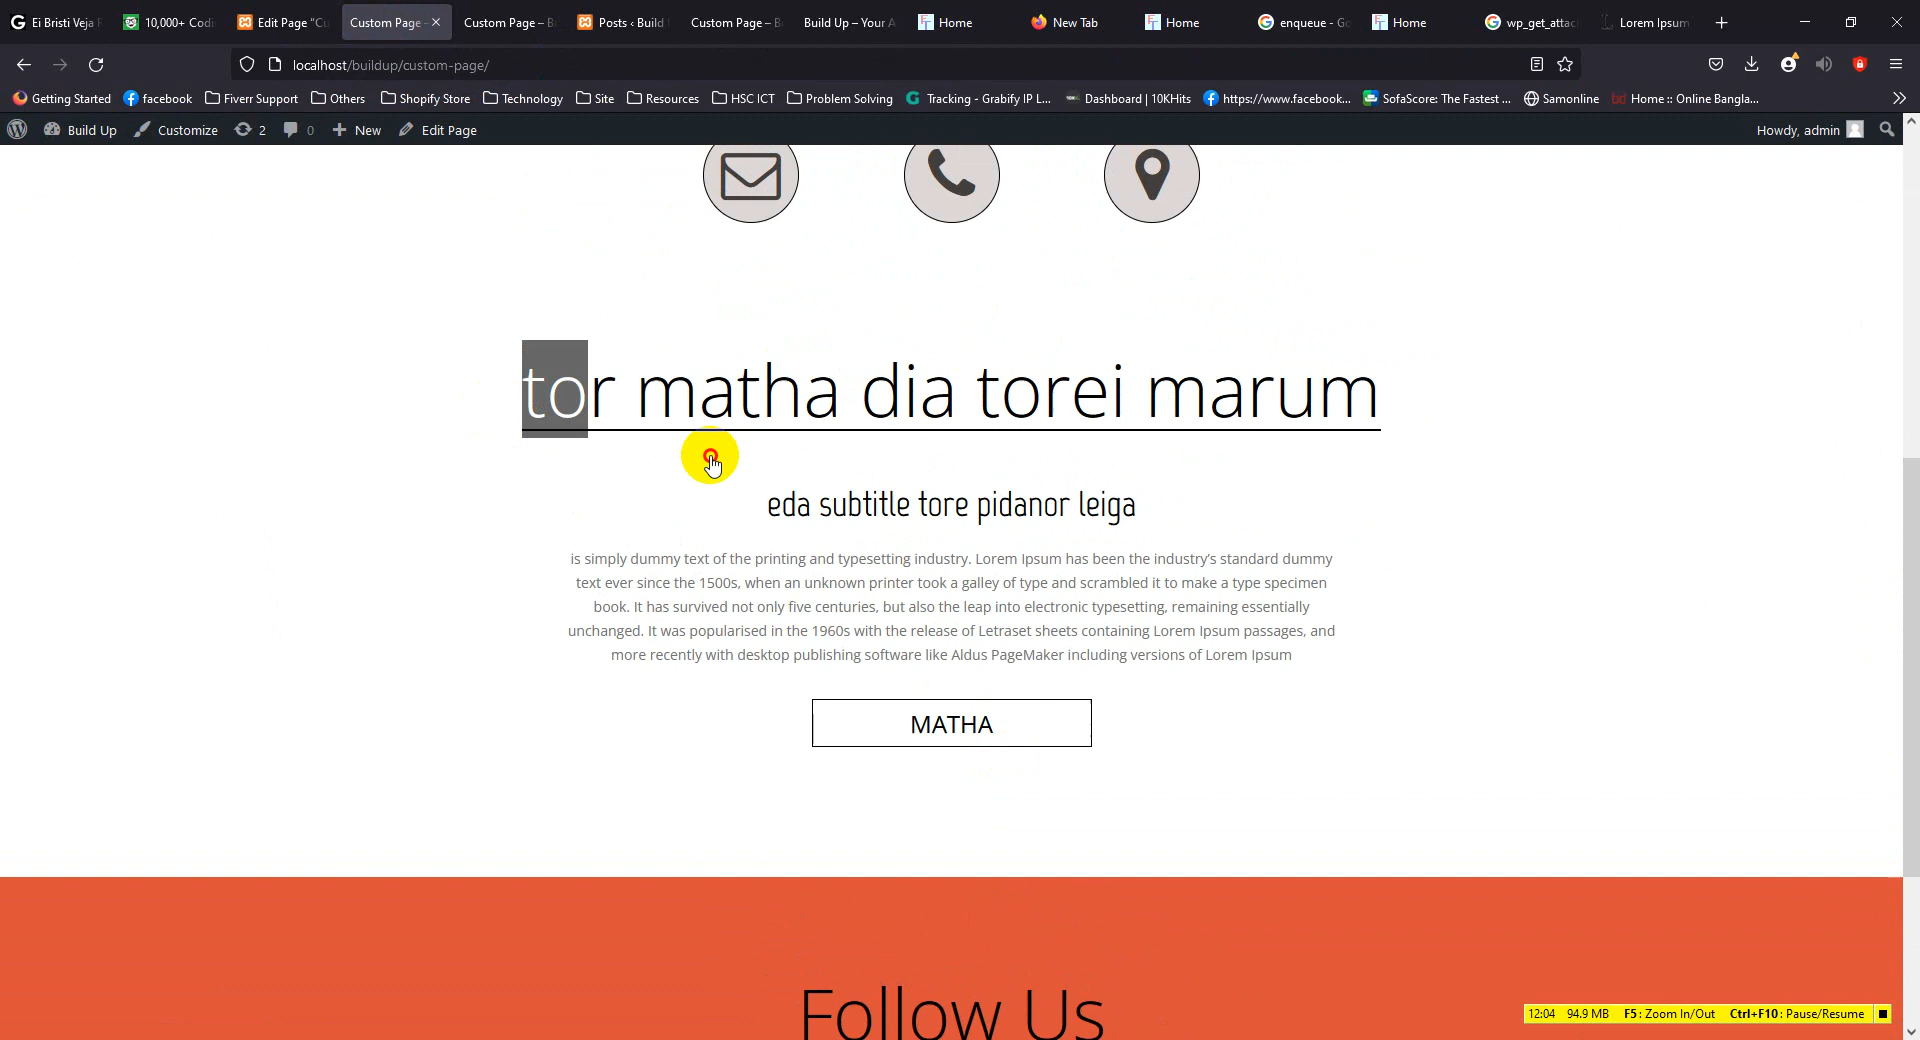 Ei Bristi Veja R
10,000+ Codi
Edit Page “Cu
Custom Page -
Custom Page – B
Posts ‹ Build
Custom Page – B
Build Up – Your A
Home
New Tab
Home
enqueue - Go
Home
wp_get_attac
Lorem Ipsum
localhost/buildup/custom-page/
Getting Started
facebook
Fiverr Support
Others
Shopify Store
Technology
Site
Resources
HSC ICT
Problem Solving
Tracking - Grabify IP L...
Dashboard | 10KHits
https://www.facebook...
SofaScore: The Fastest ...
Samonline
Home :: Online Bangla...
Build Up
Customize
2
0
New
Edit Page
Howdy, admin
tor matha dia torei marum
eda subtitle tore pidanor leiga
is simply dummy text of the printing and typesetting industry. Lorem Ipsum has been the industry’s standard dummy
text ever since the 1500s, when an unknown printer took a galley of type and scrambled it to make a type specimen
book. It has survived not only five centuries, but also the leap into electronic typesetting, remaining essentially
unchanged. It was popularised in the 1960s with the release of Letraset sheets containing Lorem Ipsum passages, and
more recently with desktop publishing software like Aldus PageMaker including versions of Lorem Ipsum
MATHA
Follow Us
12:04 94.9 MB F5: Zoom In/Out Ctrl+F10: Pause/Resume